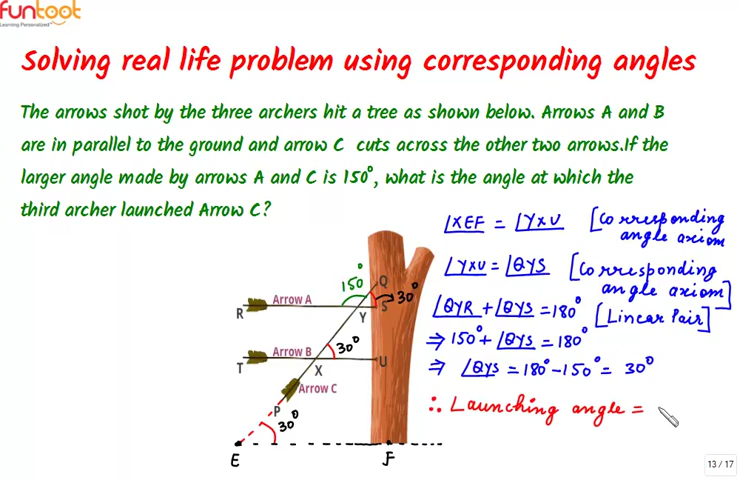 funtoot
Learning Personalized
Solving real life problem using corresponding angles
The arrows shot by the three archers hit a tree as shown below. Arrows A and B
are in parallel to the ground and arrow C cuts across the other two arrows.If the
larger angle made by arrows A and C is 150°, what is the angle at which the
third archer launched Arrow C?
∠XEF = ∠YXU [Corresponding
angle axiom
∠YXU = ∠QYS [Corresponding
angle axiom]
∠QYR + ∠QYS = 180°
[Lincar Pair]
⇒ 150° + ∠QYS = 180°
⇒ ∠QYS = 180° - 150° = 30°
∴ Launching angle =
150°
Q
30°
R
Arrow A
Y
S
30°
T
Arrow B
X
U
Arrow C
P
30°
E
F
13 / 17